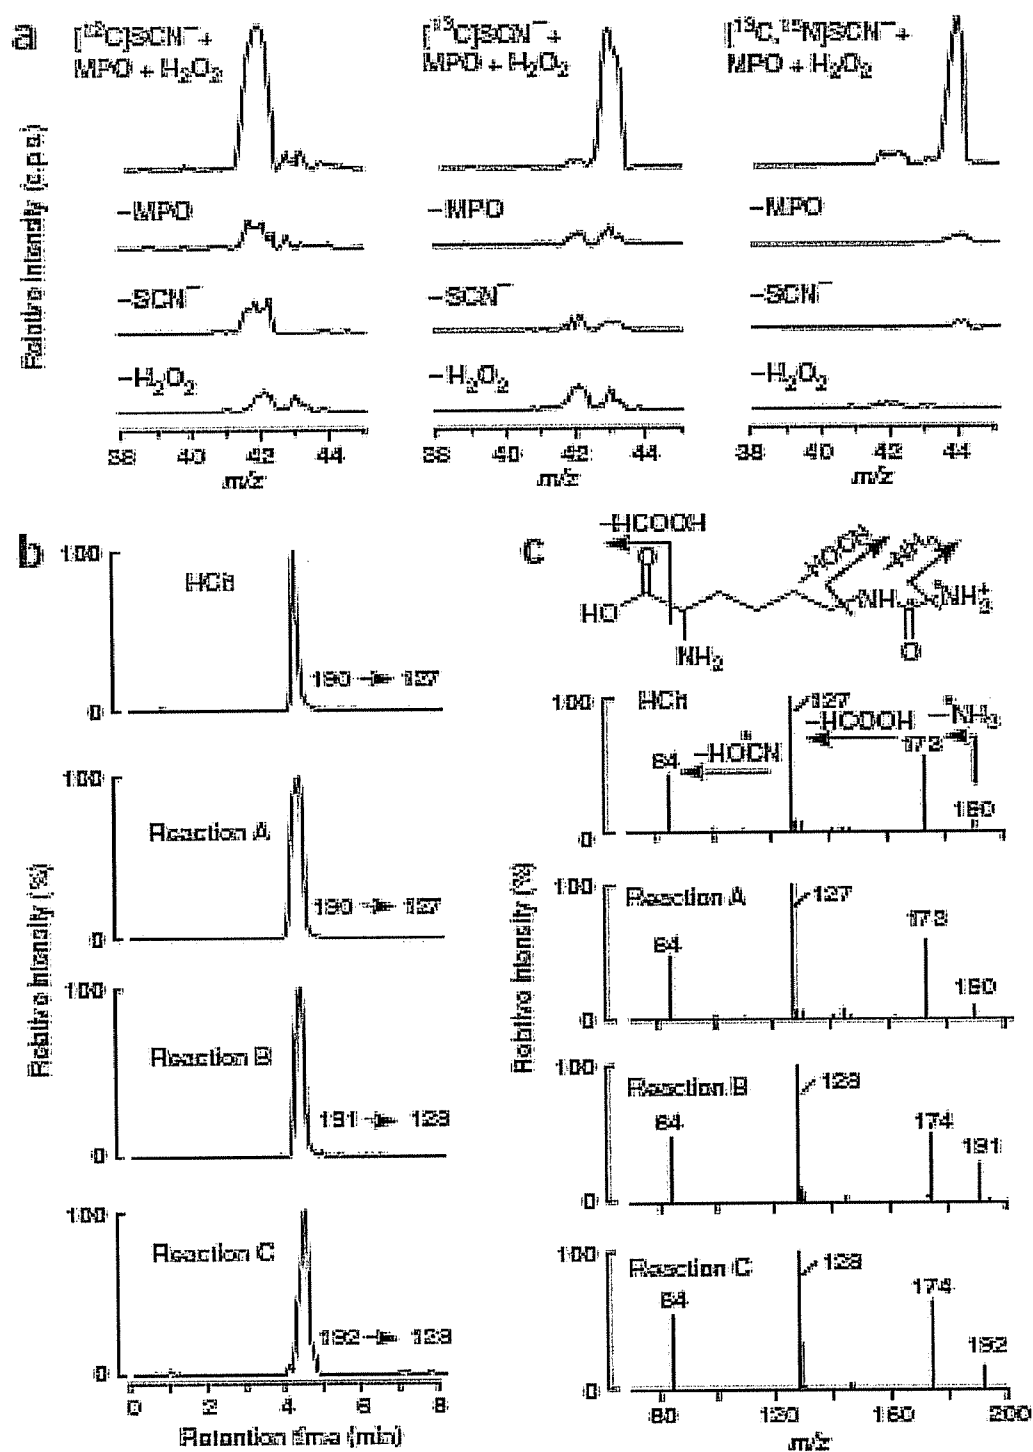 a
[¹²C]SCN⁻ +
MPO + H₂O₂
[¹³C]SCN⁻ +
MPO + H₂O₂
[¹³C,¹⁵N]SCN⁻ +
MPO + H₂O₂
Relative Intensity (c.p.s.)
–MPO
–MPO
–MPO
–SCN⁻
–SCN⁻
–SCN⁻
–H₂O₂
–H₂O₂
–H₂O₂
38 40 42 44
38 40 42 44
38 40 42 44
m/z
m/z
m/z
b
100
HCit
190 → 127
0
100
Reaction A
190 → 127
0
100
Reaction B
191 → 128
0
100
Reaction C
192 → 128
0
0 2 4 6 8
Retention time (min)
Relative Intensity (%)
c
–HCOOH
O
HO
NH₂
NH
O
NH₂⁺
100
HCit
127
–HCOOH
–NH₃
–HOCN
84
173
190
0
100
Reaction A
127
84
173
190
0
100
Reaction B
128
84
174
191
0
100
Reaction C
128
84
174
192
0
80 120 160 200
m/z
Relative Intensity (%)